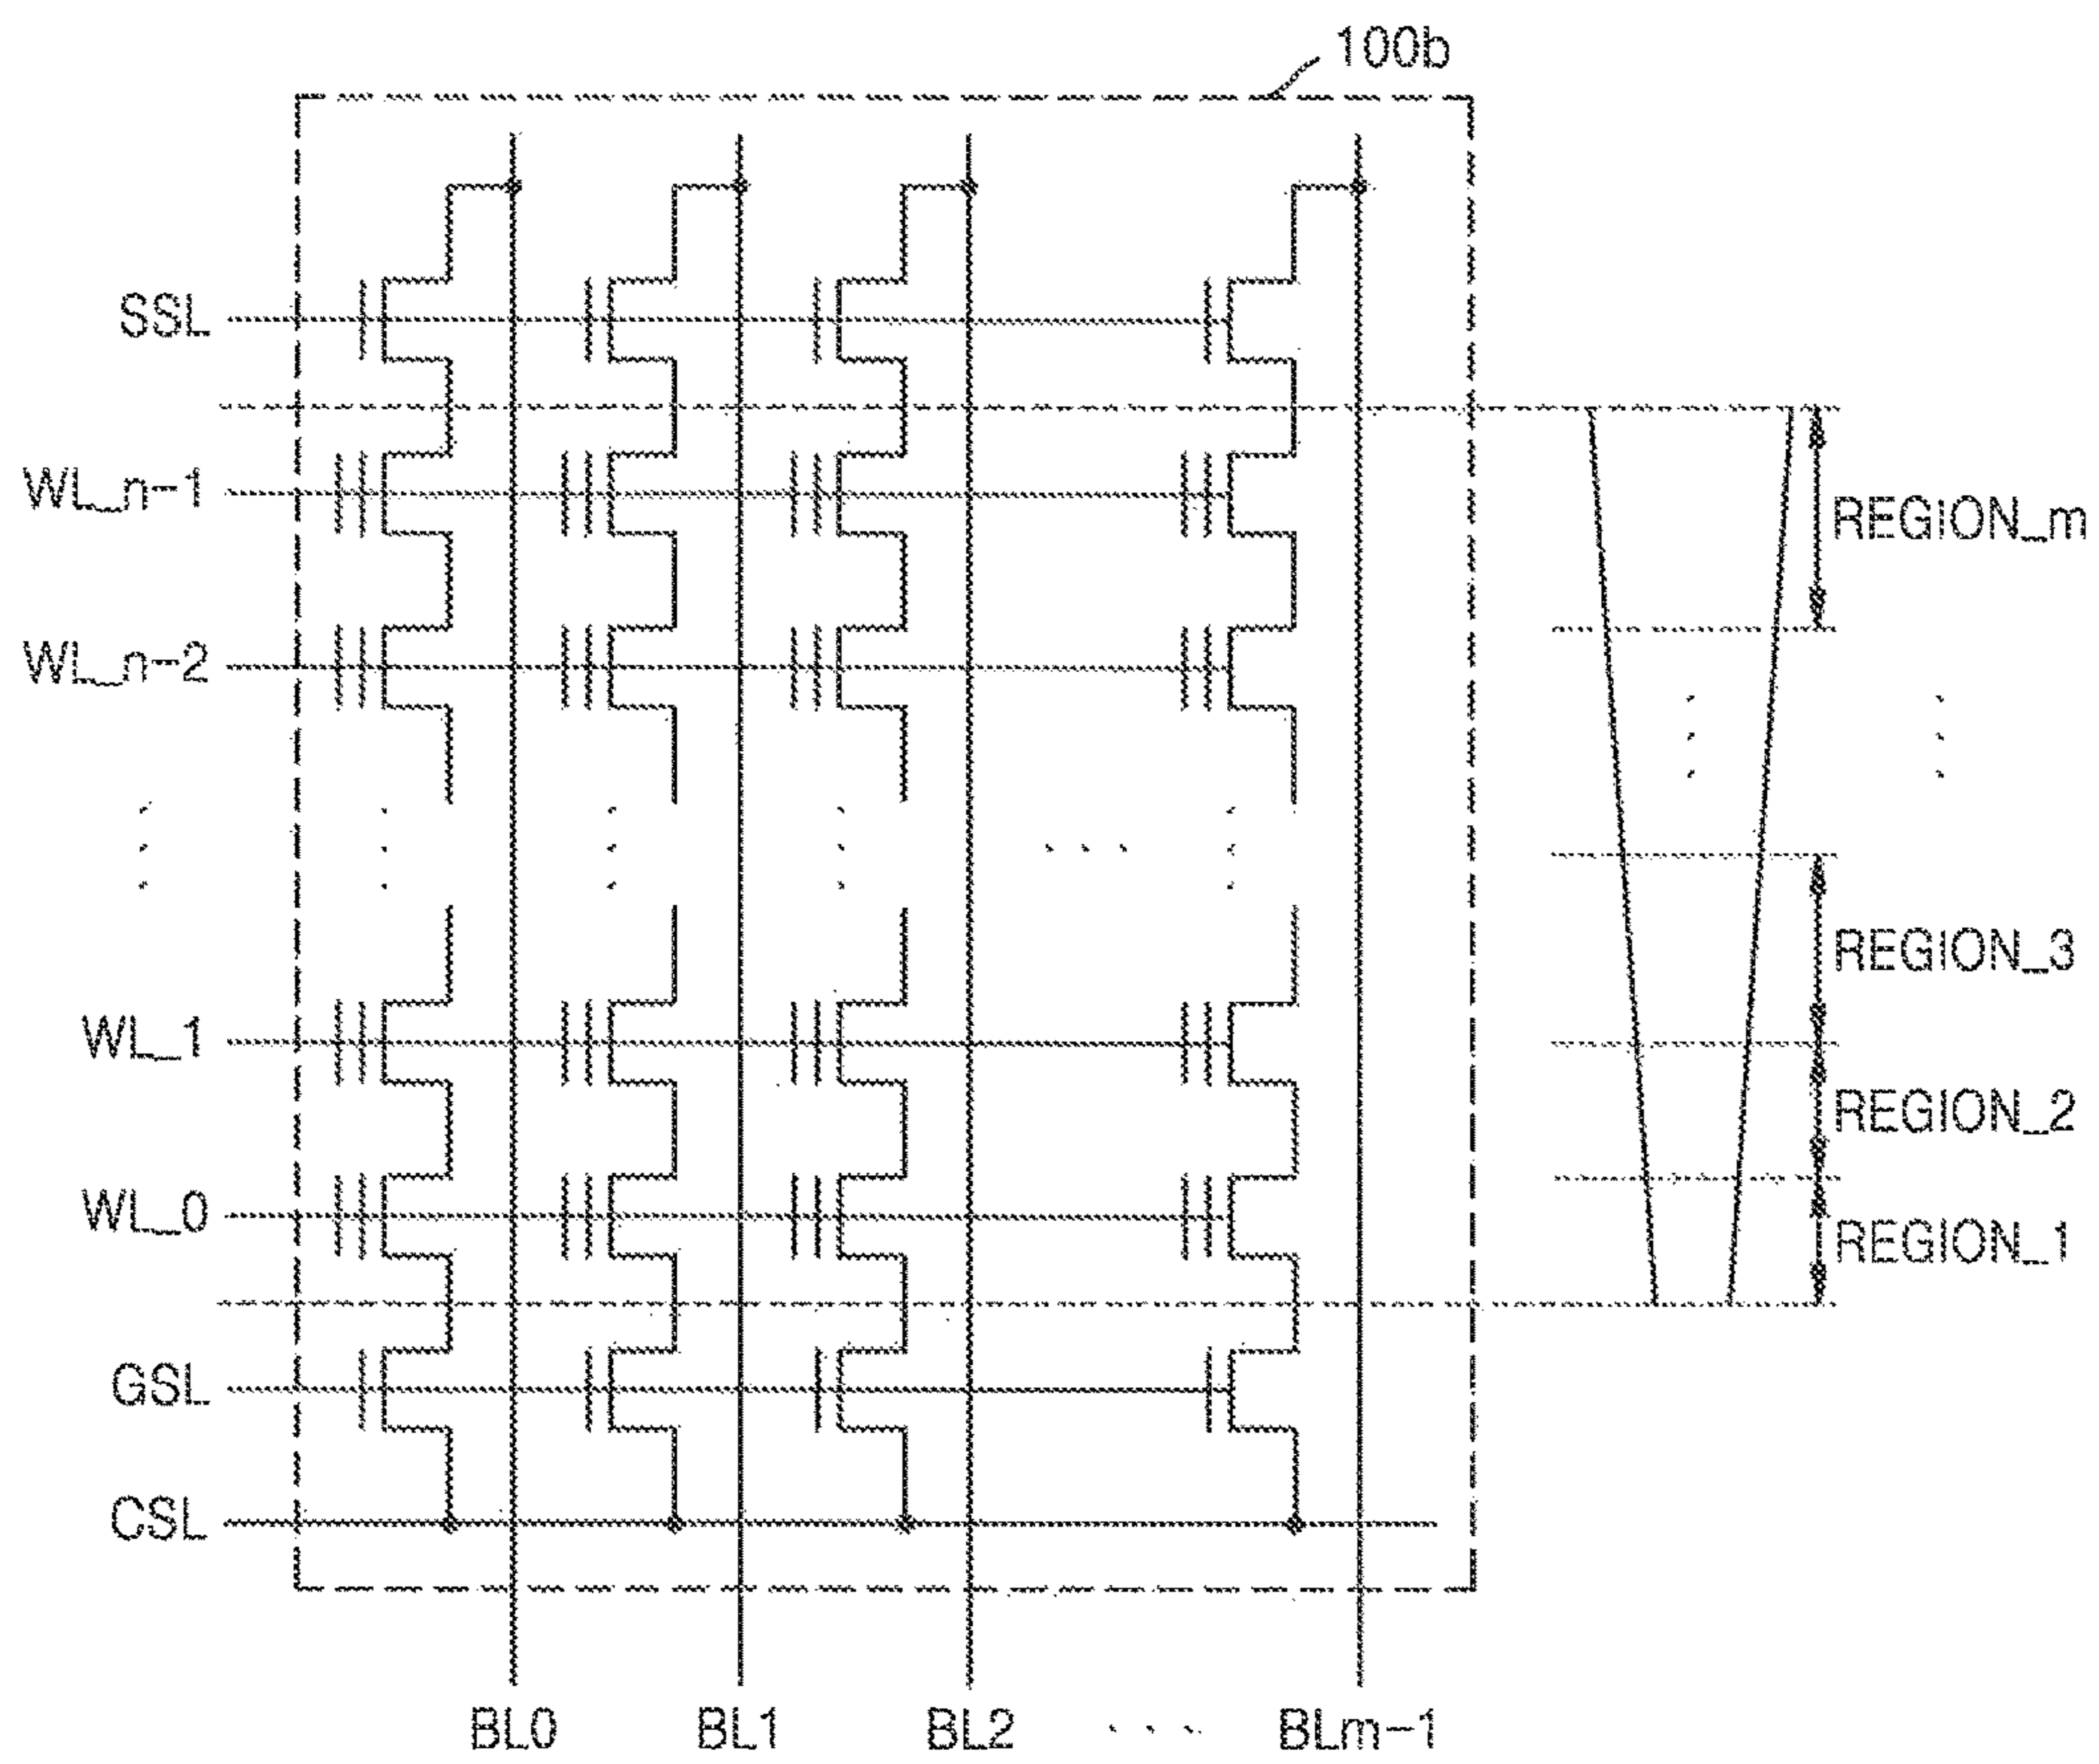 100b
SSL
WL_n-1
REGION_m
WL_n-2
REGION_3
WL_1
REGION_2
WL_0
REGION_1
GSL
CSL
BL0 BL1 BL2 ... BLm-1